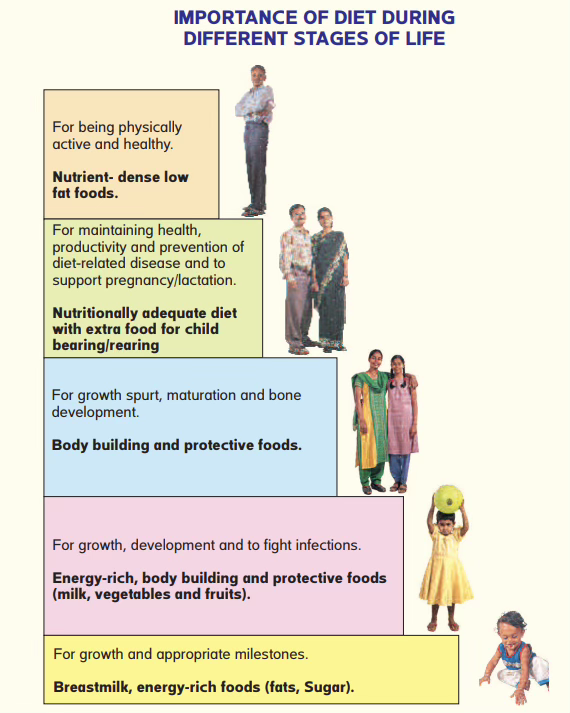 IMPORTANCE OF DIET DURING
DIFFERENT STAGES OF LIFE
For being physically
active and healthy.
Nutrient- dense low
fat foods.
For maintaining health,
productivity and prevention of
diet-related disease and to
support pregnancy/lactation.
Nutritionally adequate diet
with extra food for child
bearing/rearing
For growth spurt, maturation and bone
development.
Body building and protective foods.
For growth, development and to fight infections.
Energy-rich, body building and protective foods
(milk, vegetables and fruits).
For growth and appropriate milestones.
Breastmilk, energy-rich foods (fats, Sugar).